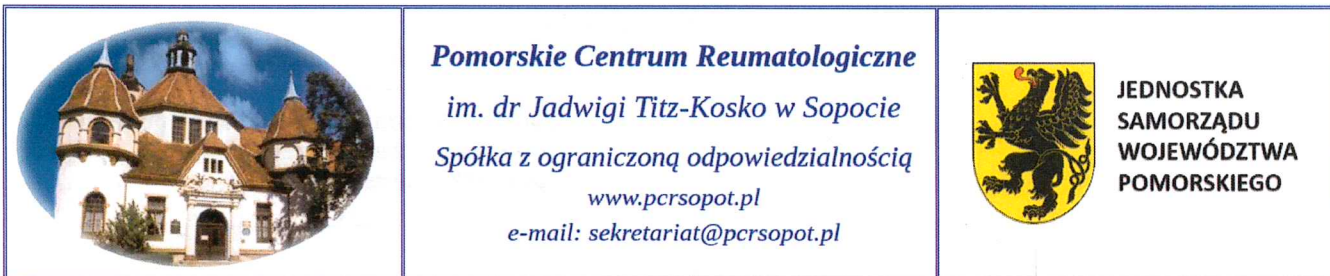 Pomorskie Centrum Reumatologiczne
im. dr Jadwigi Titz-Kosko w Sopocie
Spółka z ograniczoną odpowiedzialnością
www.pcrsopot.pl
e-mail: sekretariat@pcrsopot.pl
JEDNOSTKA
SAMORZĄDU
WOJEWÓDZTWA
POMORSKIEGO